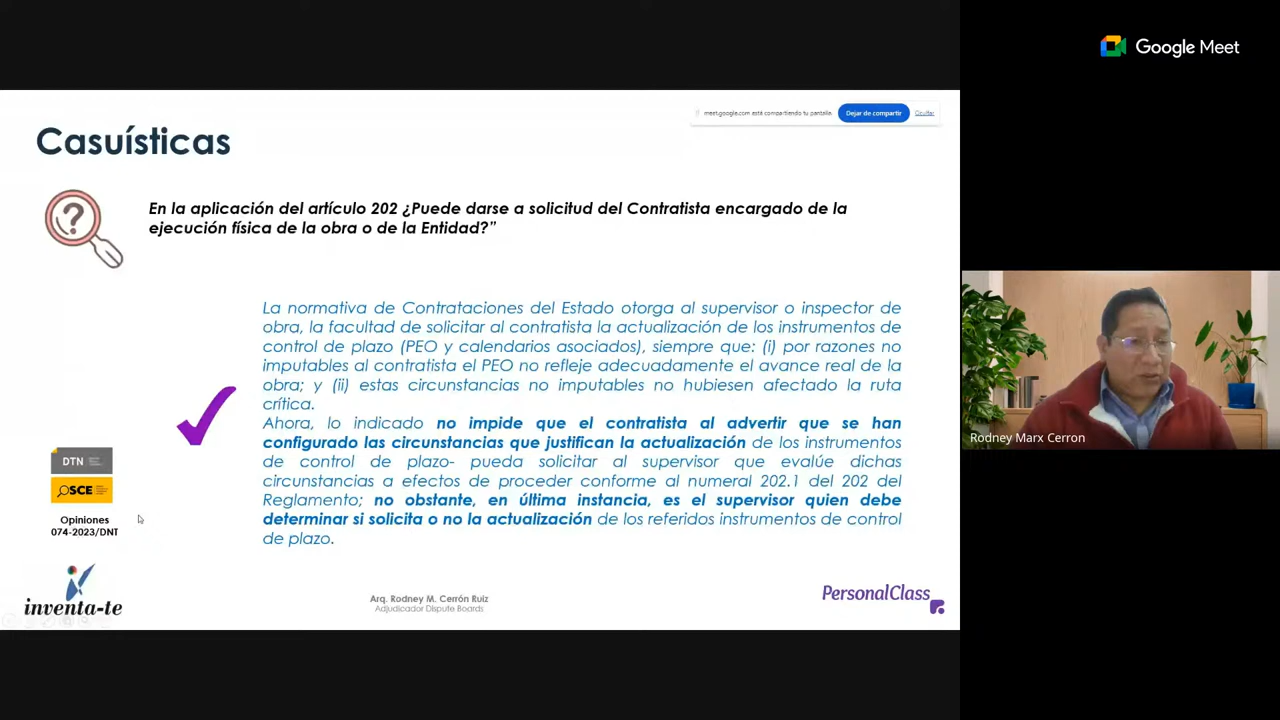 Google Meet
meet.google.com está compartiendo tu pantalla.
Dejar de compartir
Ocultar
Casuísticas
En la aplicación del artículo 202 ¿Puede darse a solicitud del Contratista encargado de la
ejecución física de la obra o de la Entidad?”
La normativa de Contrataciones del Estado otorga al supervisor o inspector de
obra, la facultad de solicitar al contratista la actualización de los instrumentos de
control de plazo (PEO y calendarios asociados), siempre que: (i) por razones no
imputables al contratista el PEO no refleje adecuadamente el avance real de la
obra; y (ii) estas circunstancias no imputables no hubiesen afectado la ruta
crítica.
Ahora, lo indicado no impide que el contratista al advertir que se han
configurado las circunstancias que justifican la actualización de los instrumentos
de control de plazo- pueda solicitar al supervisor que evalúe dichas
circunstancias a efectos de proceder conforme al numeral 202.1 del 202 del
Reglamento; no obstante, en última instancia, es el supervisor quien debe
determinar si solicita o no la actualización de los referidos instrumentos de control
de plazo.
DTN
OSCE
Opiniones
074-2023/DNT
inventa-te
Arq. Rodney M. Cerrón Ruiz
Adjudicador Dispute Boards
PersonalClass
Rodney Marx Cerron